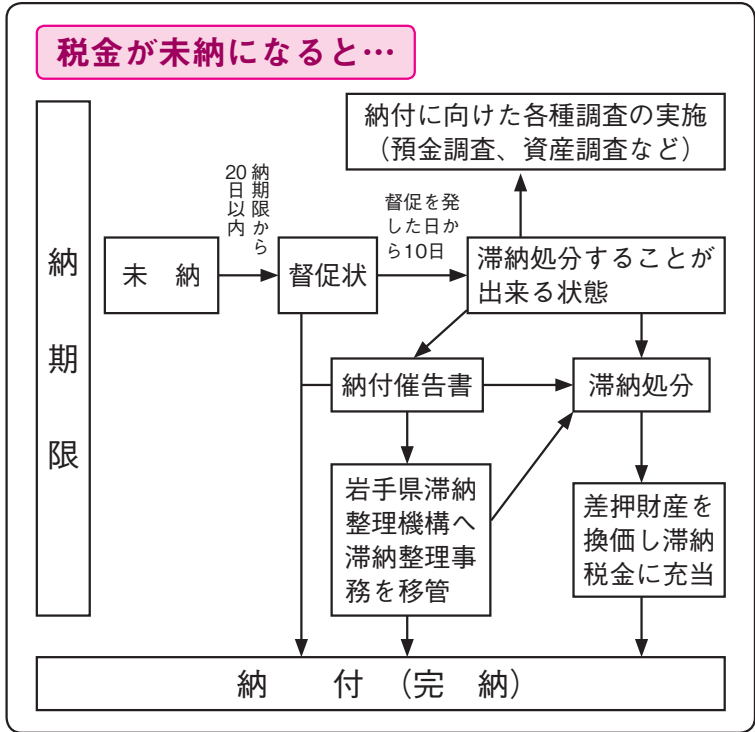 税金が未納になると…
納期限
納付に向けた各種調査の実施
（預金調査、資産調査など）
納期限から
20日以内
督促を発
した日か
ら10日
未　納
督促状
滞納処分することが
出来る状態
納付催告書
滞納処分
岩手県滞納
整理機構へ
滞納整理事
務を移管
差押財産を
換価し滞納
税金に充当
納　　付（完　納）